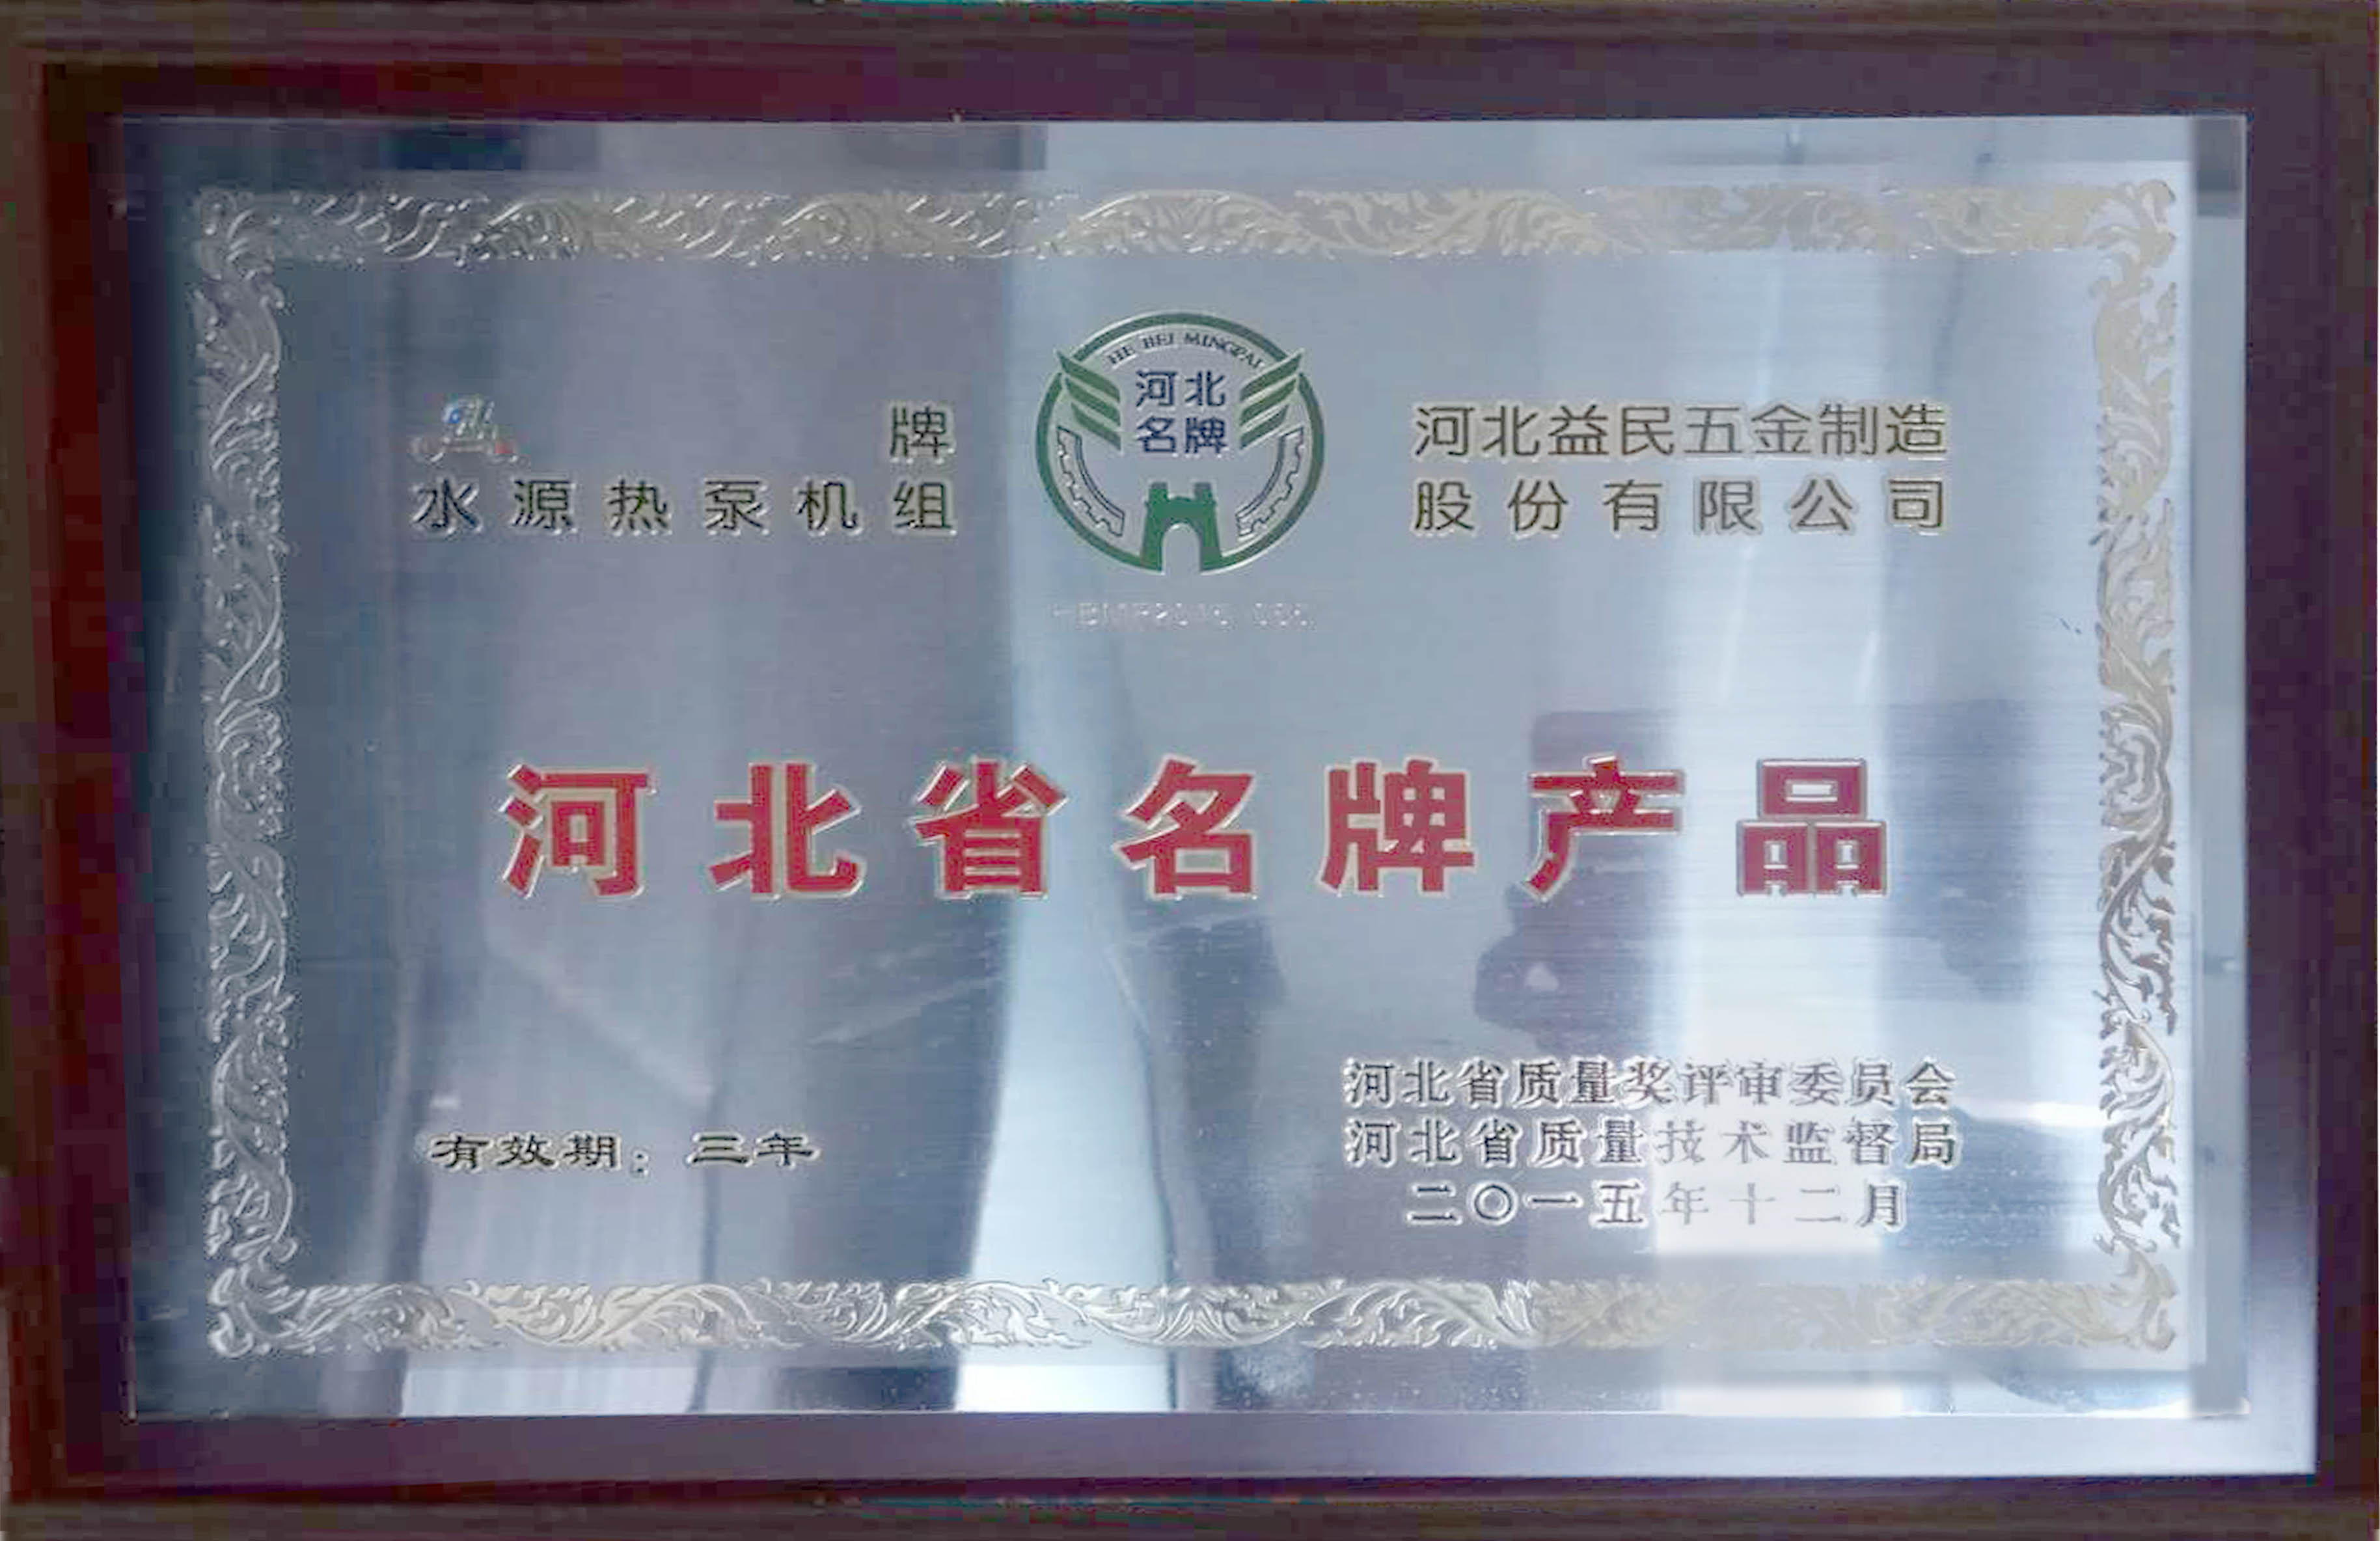 HE BEI MINGPAI
河北
名牌
牌
水源热泵机组
河北益民五金制造
股份有限公司
河北省名牌产品
有效期：三年
河北省质量奖评审委员会
河北省质量技术监督局
二〇一五年十二月